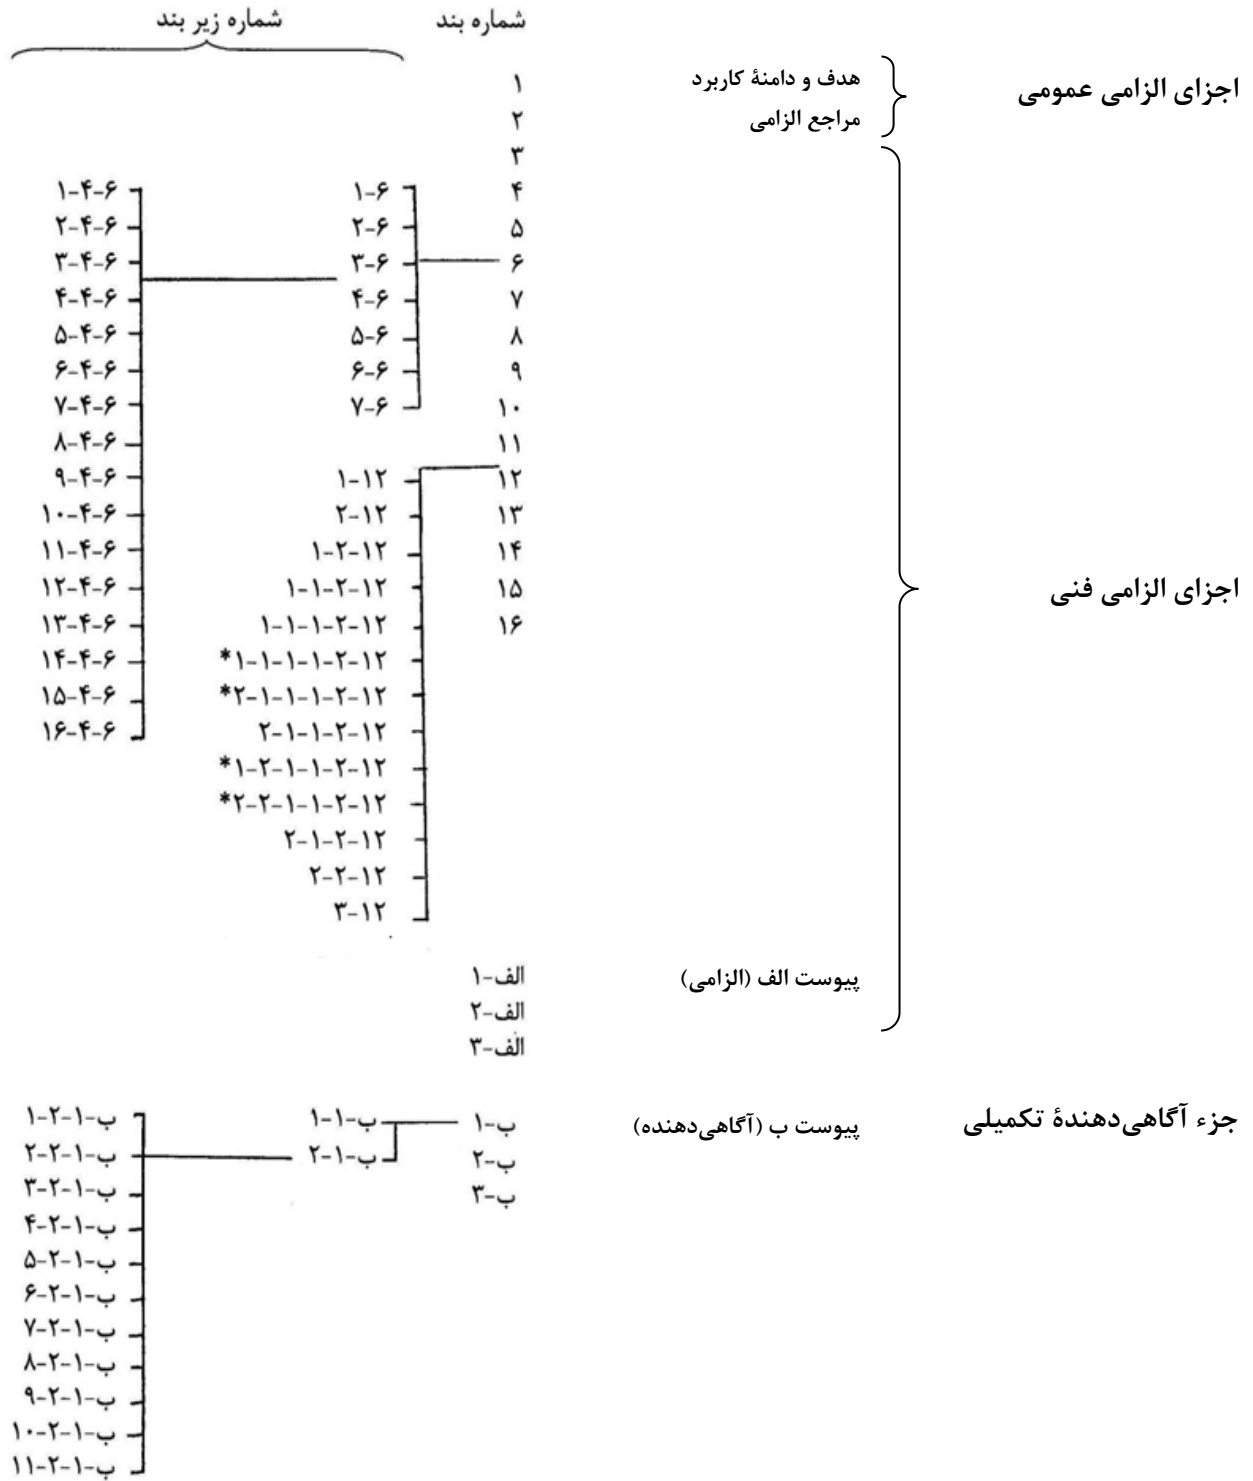 شماره بند
شماره زیر بند
اجزای الزامی عمومی
هدف و دامنهٔ کاربرد
مراجع الزامی
اجزای الزامی فنی
پیوست الف (الزامی)
جزء آگاهی‌دهندهٔ تکمیلی
پیوست ب (آگاهی‌دهنده)
۱
۲
۳
۴
۵
۶
۷
۸
۹
۱۰
۱۱
۱۲
۱۳
۱۴
۱۵
۱۶
الف-۱
الف-۲
الف-۳
ب-۱
ب-۲
ب-۳
۱-۶
۲-۶
۳-۶
۴-۶
۵-۶
۶-۶
۷-۶
۱-۱۲
۲-۱۲
۱-۲-۱۲
۱-۱-۲-۱۲
۱-۱-۱-۲-۱۲
*۱-۱-۱-۱-۲-۱۲
*۲-۱-۱-۱-۲-۱۲
۲-۱-۱-۲-۱۲
*۱-۲-۱-۱-۲-۱۲
*۲-۲-۱-۱-۲-۱۲
۲-۱-۲-۱۲
۲-۲-۱۲
۳-۱۲
ب-۱-۱
ب-۲-۱
۱-۴-۶
۲-۴-۶
۳-۴-۶
۴-۴-۶
۵-۴-۶
۶-۴-۶
۷-۴-۶
۸-۴-۶
۹-۴-۶
۱۰-۴-۶
۱۱-۴-۶
۱۲-۴-۶
۱۳-۴-۶
۱۴-۴-۶
۱۵-۴-۶
۱۶-۴-۶
ب-۱-۲-۱
ب-۲-۲-۱
ب-۳-۲-۱
ب-۴-۲-۱
ب-۵-۲-۱
ب-۶-۲-۱
ب-۷-۲-۱
ب-۸-۲-۱
ب-۹-۲-۱
ب-۱۰-۲-۱
ب-۱۱-۲-۱